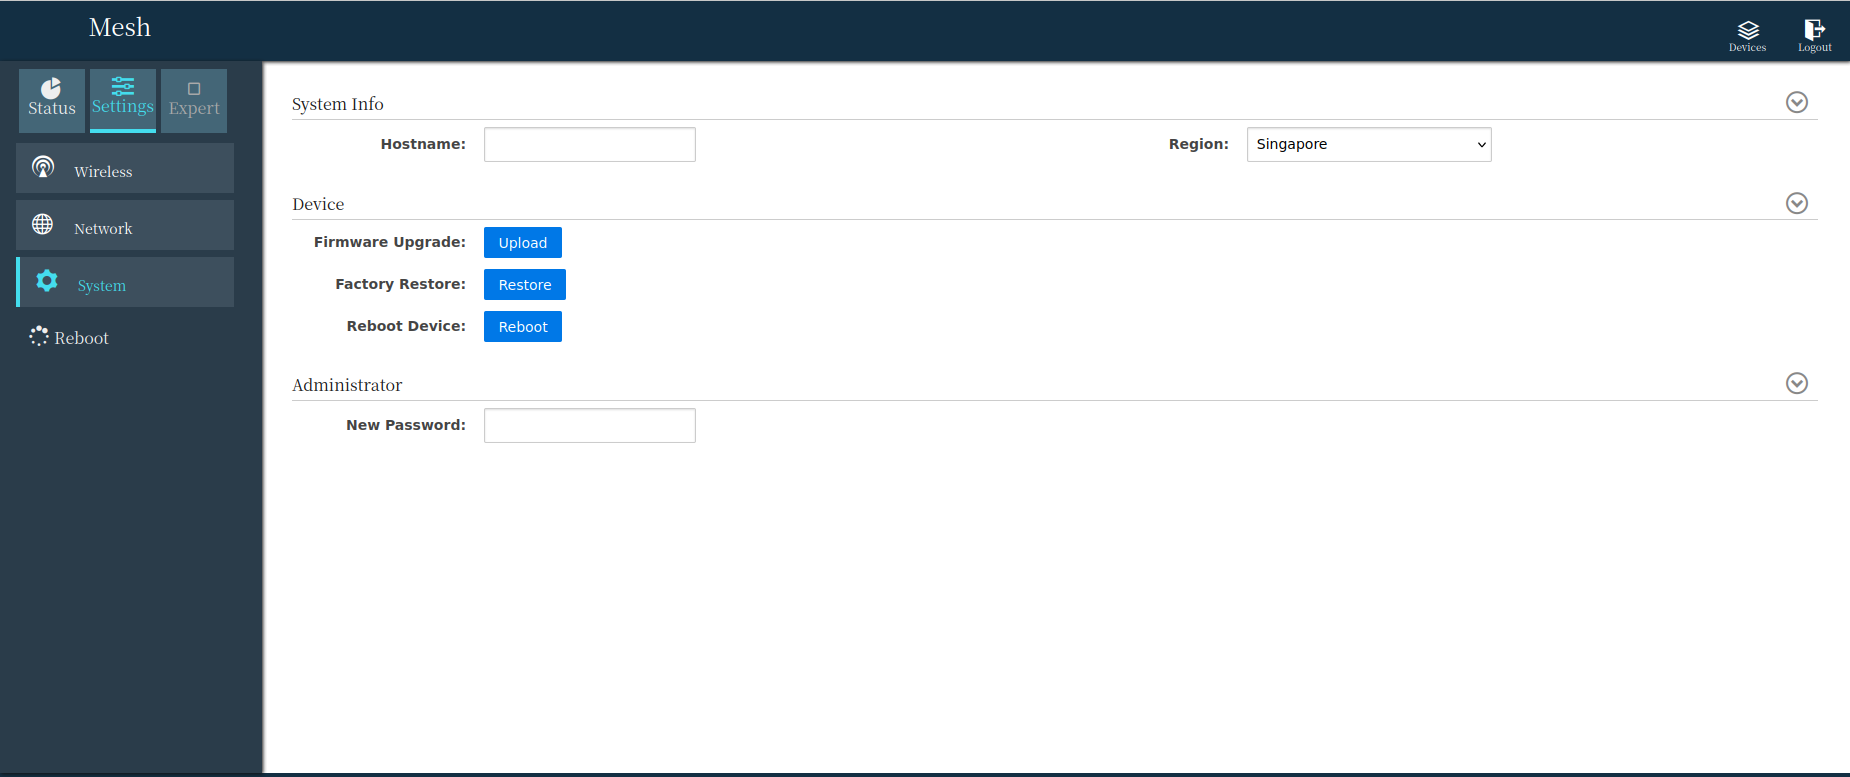 Mesh
Devices
Logout
Status
Settings
Expert
Wireless
Network
System
Reboot
System Info
Hostname:
Region: Singapore
Device
Firmware Upgrade: Upload
Factory Restore: Restore
Reboot Device: Reboot
Administrator
New Password: